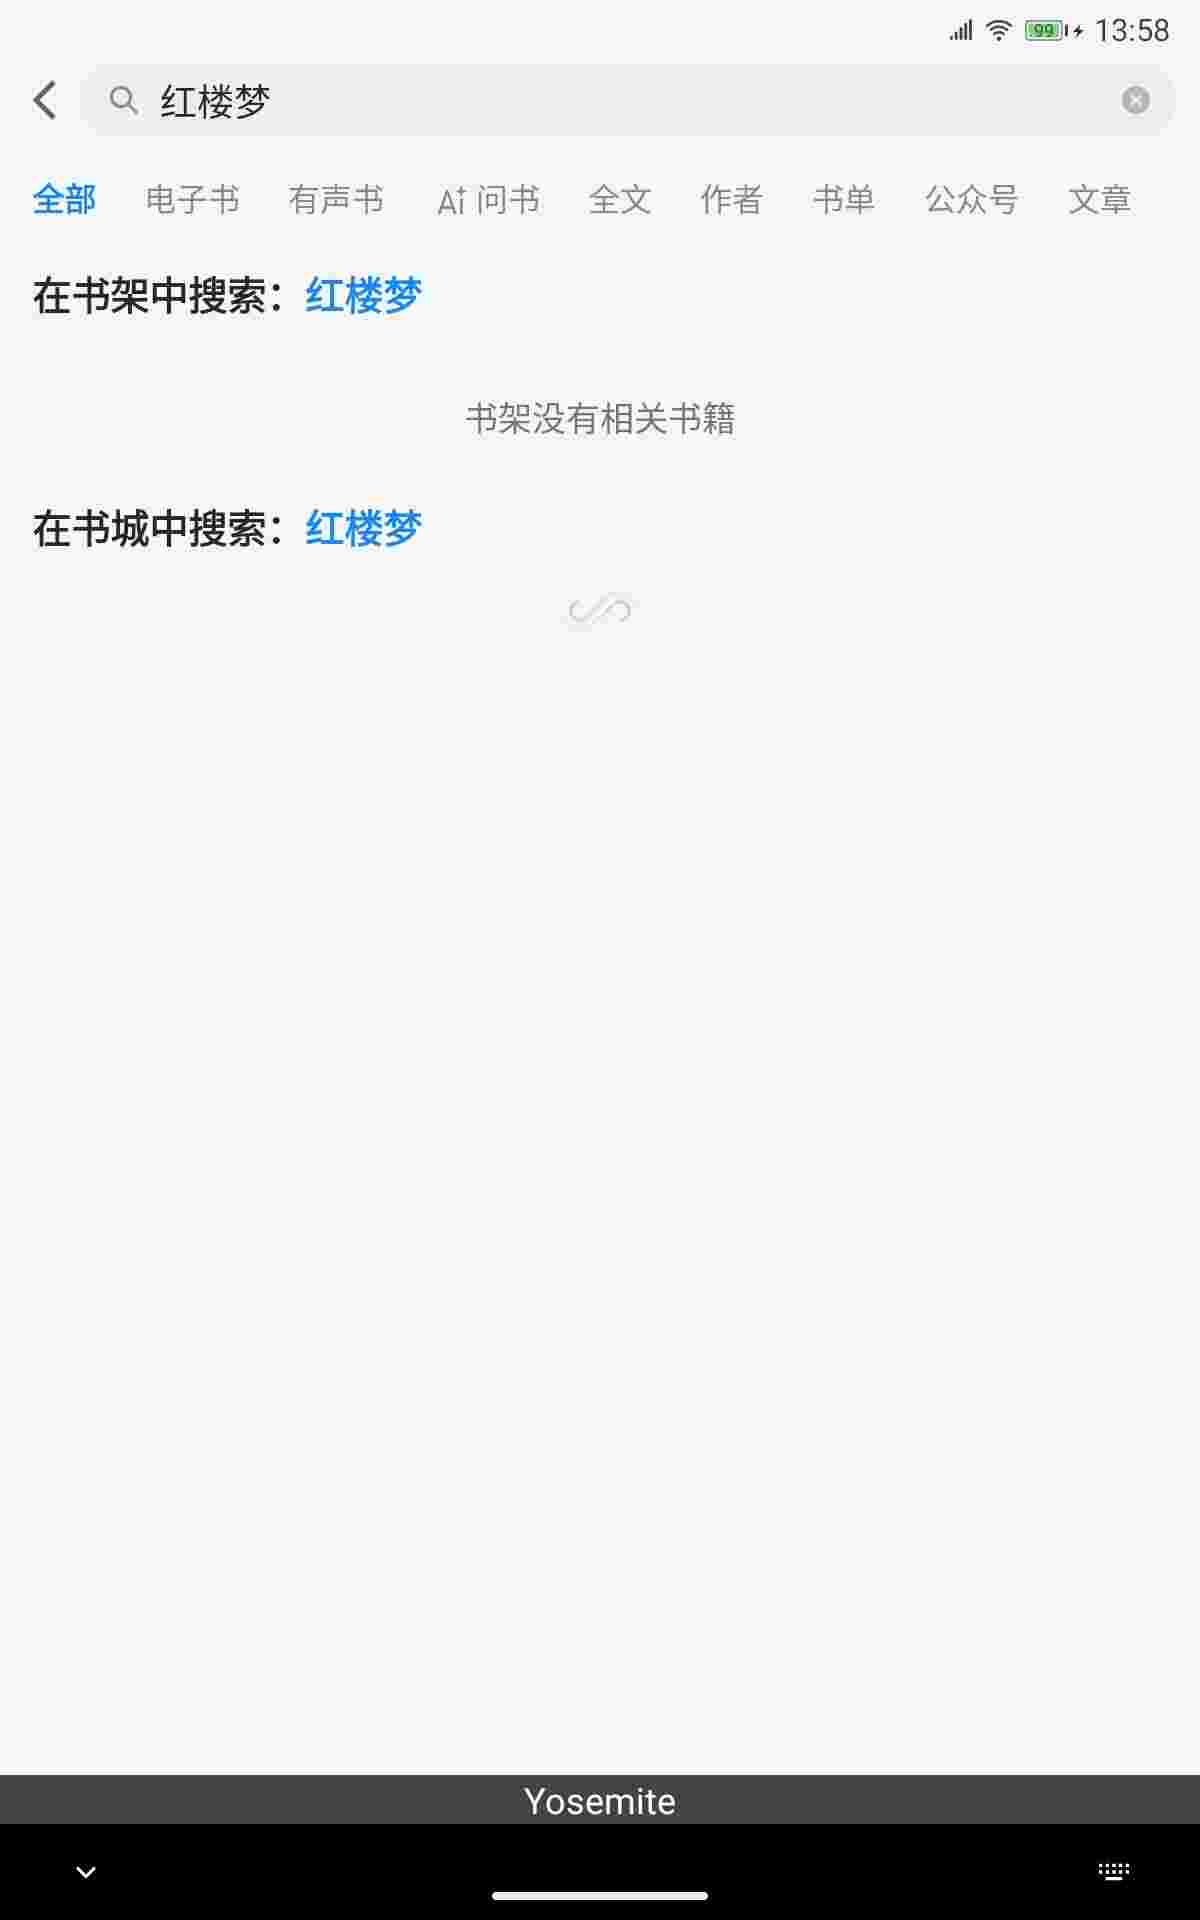 99 13:58
红楼梦
全部 电子书 有声书 Ai 问书 全文 作者 书单 公众号 文章
在书架中搜索：红楼梦
书架没有相关书籍
在书城中搜索：红楼梦
Yosemite